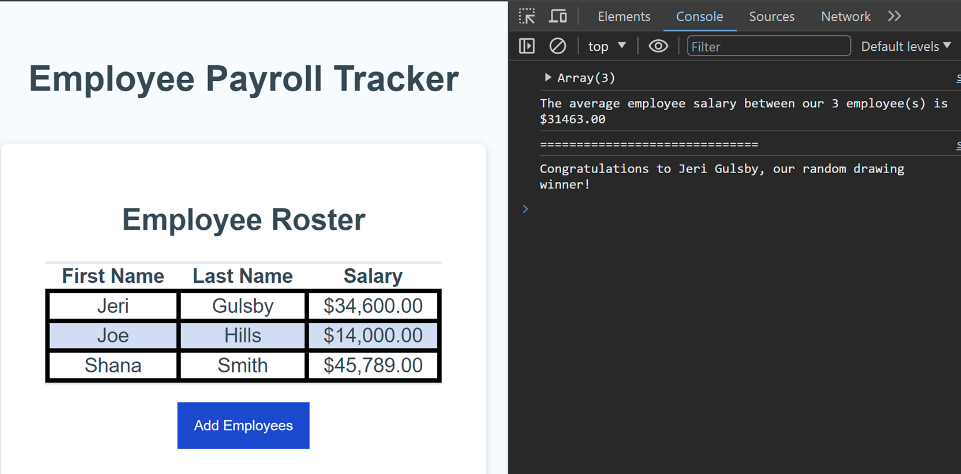 Employee Payroll Tracker
Employee Roster
First Name Last Name Salary
Jeri Gulsby $34,600.00
Joe Hills $14,000.00
Shana Smith $45,789.00
Add Employees
Elements Console Sources Network
top Filter Default levels
Array(3) s
The average employee salary between our 3 employee(s) is
$31463.00
============================== s
Congratulations to Jeri Gulsby, our random drawing
winner!